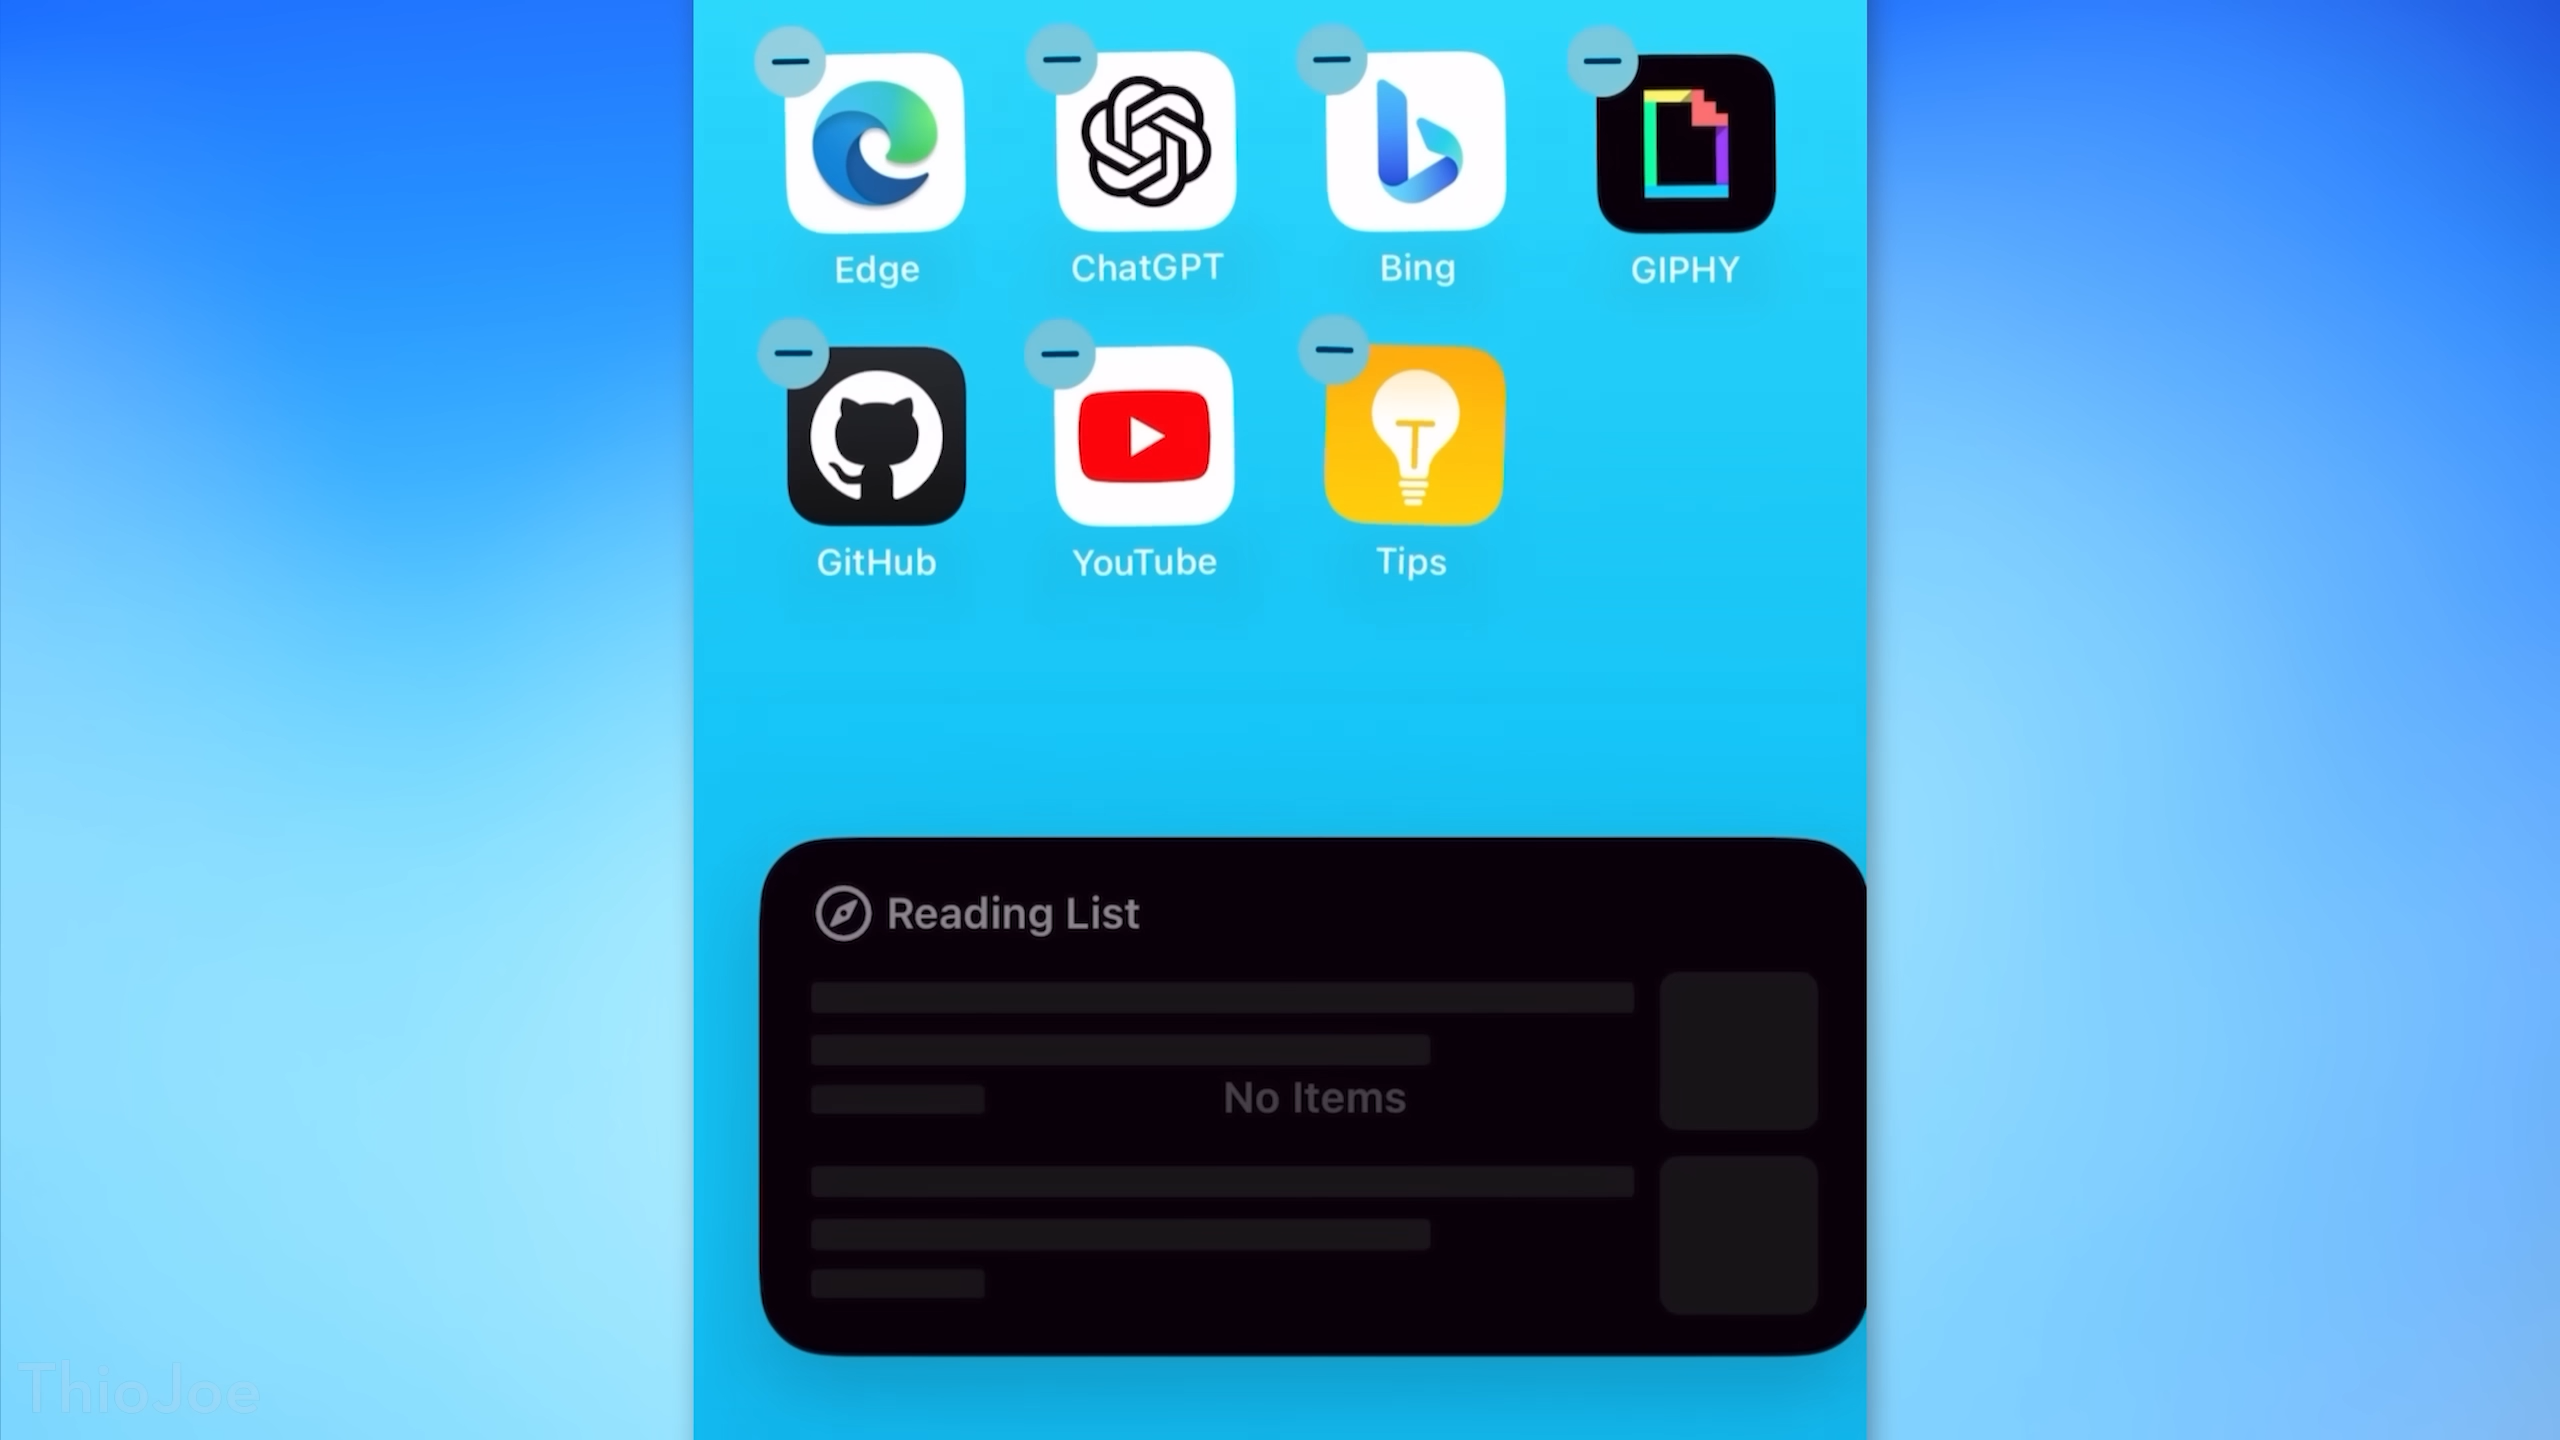 Edge
ChatGPT
Bing
GIPHY
GitHub
YouTube
Tips
Reading List
No Items
ThioJoe